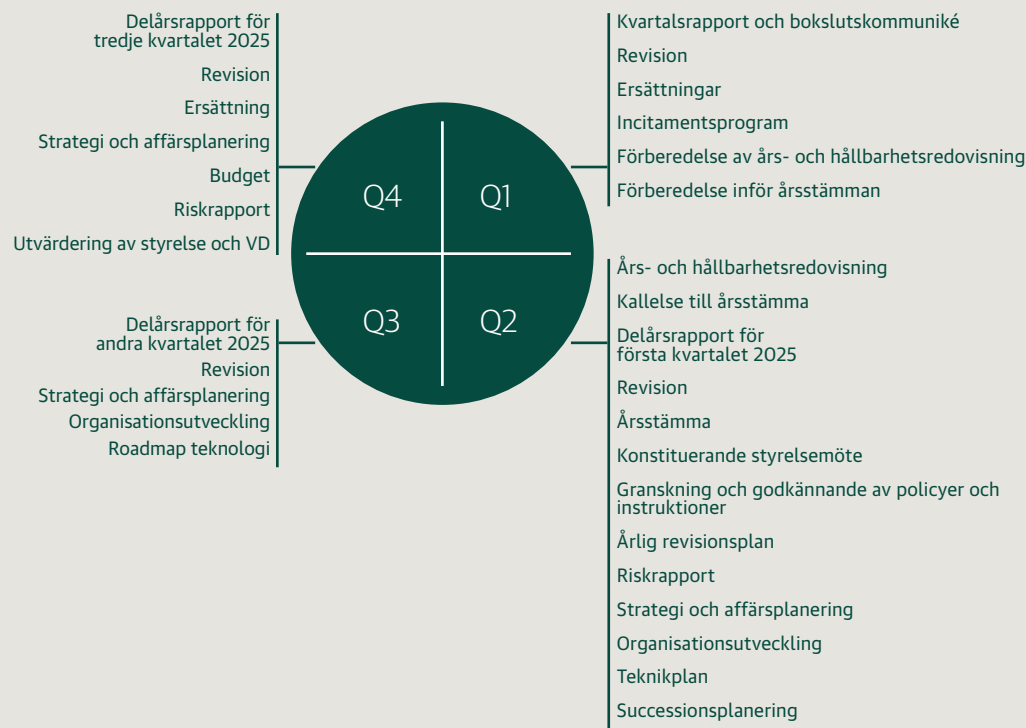 Delårsrapport för
tredje kvartalet 2025
Revision
Ersättning
Strategi och affärsplanering
Budget
Riskrapport
Utvärdering av styrelse och VD
Kvartalsrapport och bokslutskommuniké
Revision
Ersättningar
Incitamentsprogram
Förberedelse av års- och hållbarhetsredovisning
Förberedelse inför årsstämman
Q4
Q1
Q3
Q2
Delårsrapport för
andra kvartalet 2025
Revision
Strategi och affärsplanering
Organisationsutveckling
Roadmap teknologi
Års- och hållbarhetsredovisning
Kallelse till årsstämma
Delårsrapport för
första kvartalet 2025
Revision
Årsstämma
Konstituerande styrelsemöte
Granskning och godkännande av policyer och
instruktioner
Årlig revisionsplan
Riskrapport
Strategi och affärsplanering
Organisationsutveckling
Teknikplan
Successionsplanering